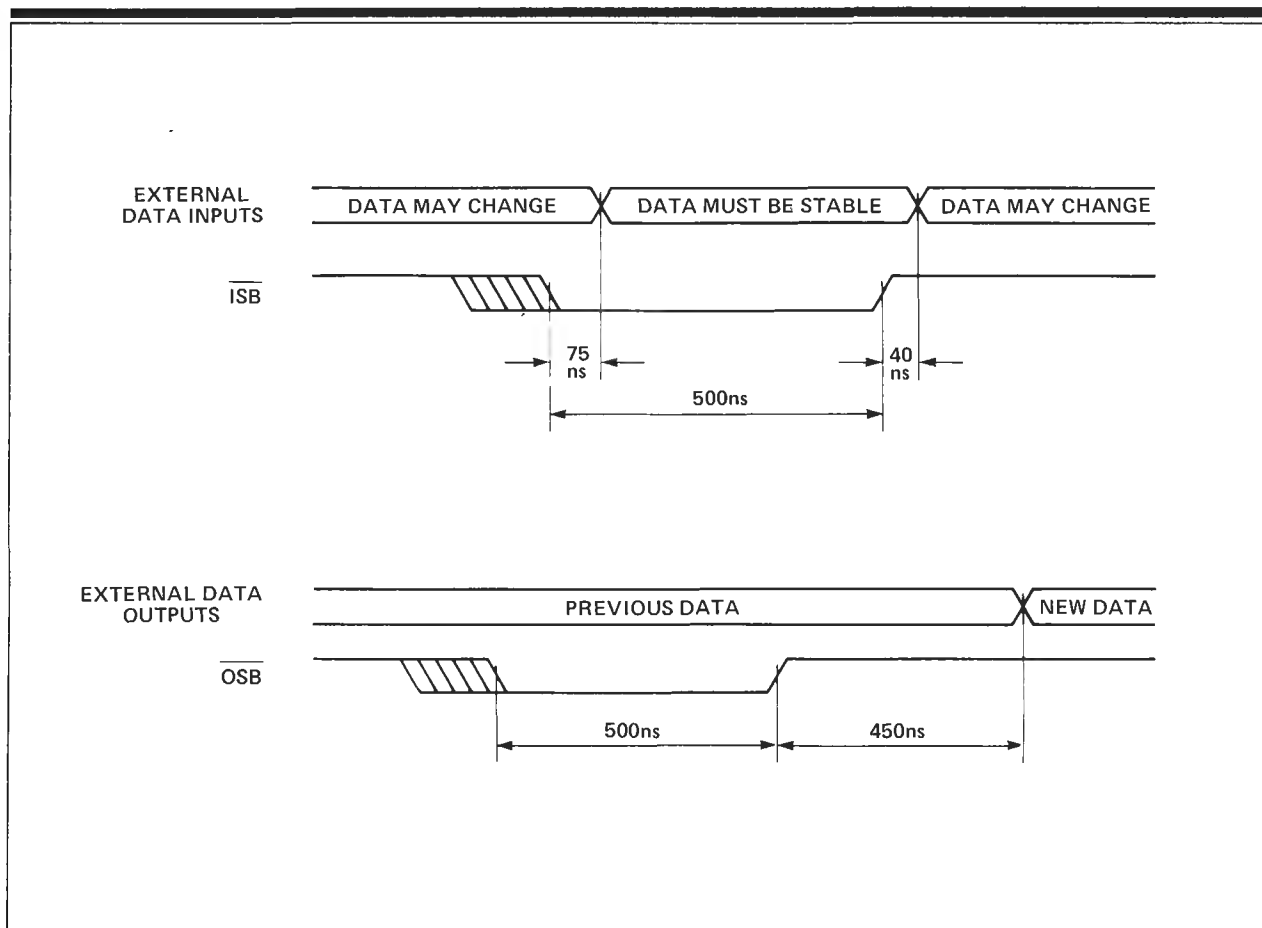 EXTERNAL
DATA INPUTS
DATA MAY CHANGE
DATA MUST BE STABLE
DATA MAY CHANGE
ISB
75
ns
40
ns
500ns
EXTERNAL DATA
OUTPUTS
PREVIOUS DATA
NEW DATA
OSB
500ns
450ns